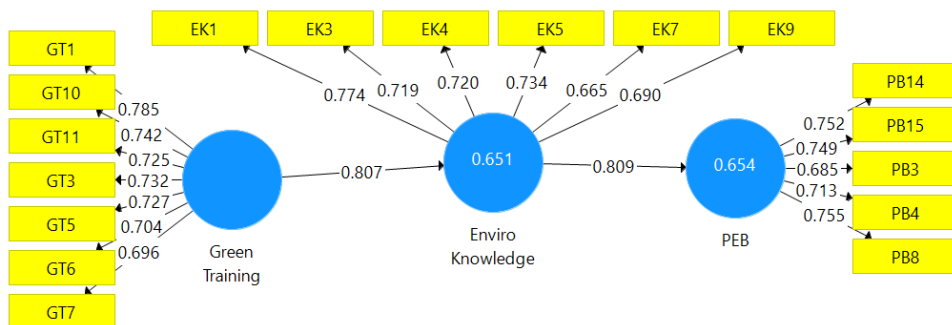 EK1
EK3
EK4
EK5
EK7
EK9
GT1
GT10
GT11
GT3
GT5
GT6
GT7
0.785
0.742
0.725
0.732
0.727
0.704
0.696
Green
Training
0.807
0.774
0.719
0.720
0.734
0.665
0.690
0.651
Enviro
Knowledge
0.809
0.654
PEB
0.752
0.749
0.685
0.713
0.755
PB14
PB15
PB3
PB4
PB8